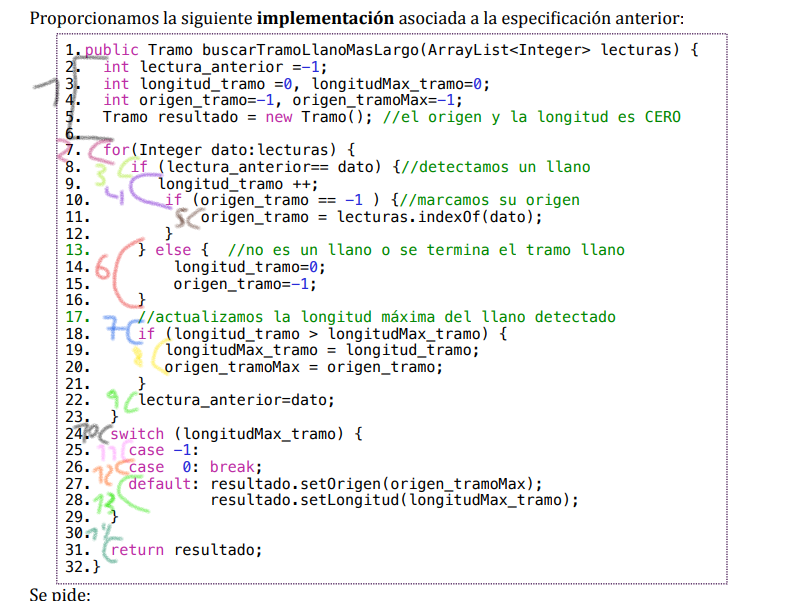 Proporcionamos la siguiente implementación asociada a la especificación anterior:
1. public Tramo buscarTramoLlanoMasLargo(ArrayList<Integer> lecturas) {
2. int lectura_anterior =-1;
3. int longitud_tramo =0, longitudMax_tramo=0;
4. int origen_tramo=-1, origen_tramoMax=-1;
5. Tramo resultado = new Tramo(); //el origen y la longitud es CERO
6.
7. for(Integer dato:lecturas) {
8. if (lectura_anterior== dato) {//detectamos un llano
9. longitud_tramo ++;
10. if (origen_tramo == -1 ) {//marcamos su origen
11. origen_tramo = lecturas.indexOf(dato);
12. }
13. } else { //no es un llano o se termina el tramo llano
14. longitud_tramo=0;
15. origen_tramo=-1;
16. }
17. //actualizamos la longitud máxima del llano detectado
18. if (longitud_tramo > longitudMax_tramo) {
19. longitudMax_tramo = longitud_tramo;
20. origen_tramoMax = origen_tramo;
21. }
22. lectura_anterior=dato;
23. }
24. switch (longitudMax_tramo) {
25. case -1:
26. case 0: break;
27. default: resultado.setOrigen(origen_tramoMax);
28. resultado.setLongitud(longitudMax_tramo);
29. }
30.
31. return resultado;
32.}
Se pide:
1
2
3
4
5
6
7
8
9
10
11
12
13
14